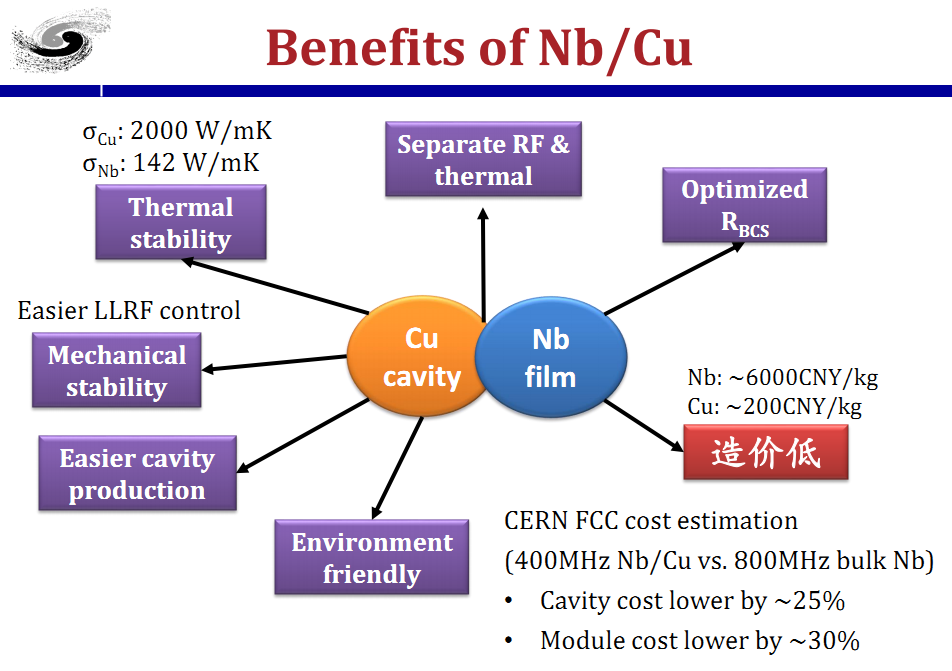 Benefits of Nb/Cu
σCu: 2000 W/mK
σNb: 142 W/mK
Thermal
stability
Separate RF &
thermal
Optimized
RBCS
Easier LLRF control
Mechanical
stability
Cu
cavity
Nb
film
Nb: ~6000CNY/kg
Cu: ~200CNY/kg
造价低
Easier cavity
production
Environment
friendly
CERN FCC cost estimation
(400MHz Nb/Cu vs. 800MHz bulk Nb)
• Cavity cost lower by ~25%
• Module cost lower by ~30%